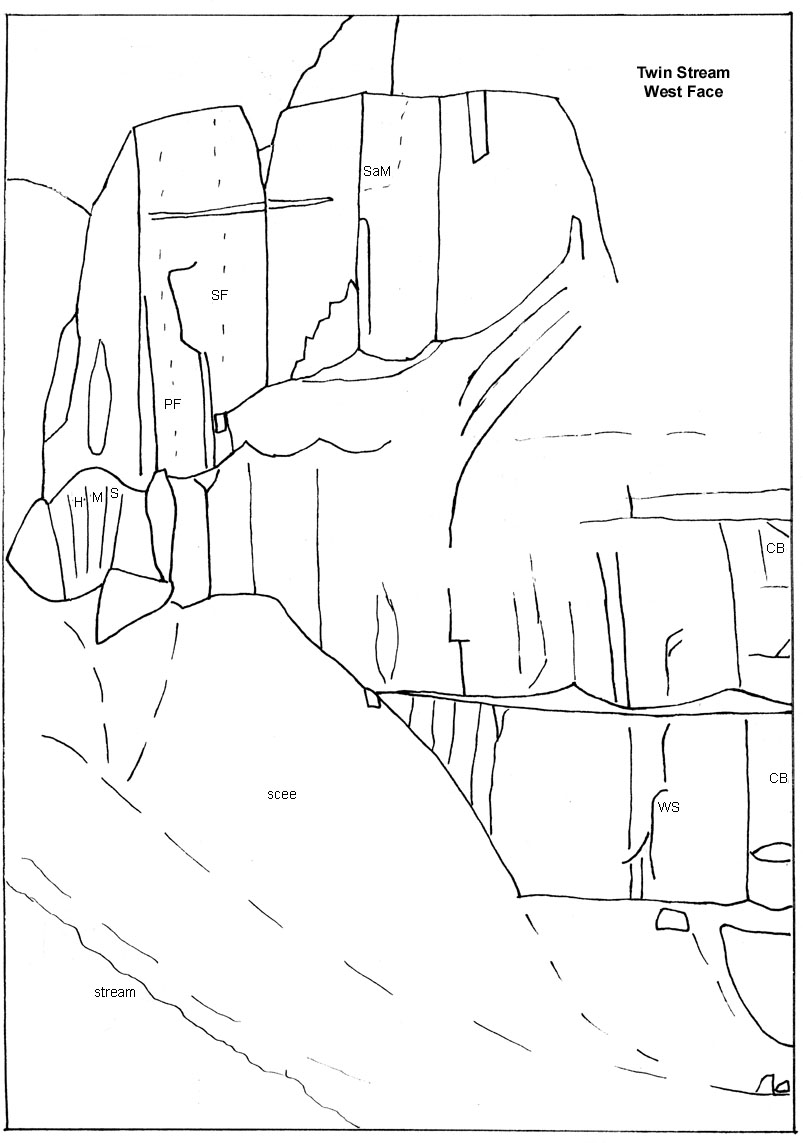 Twin Stream
West Face
SaM
SF
PF
H M S
CB
CB
WS
scee
stream